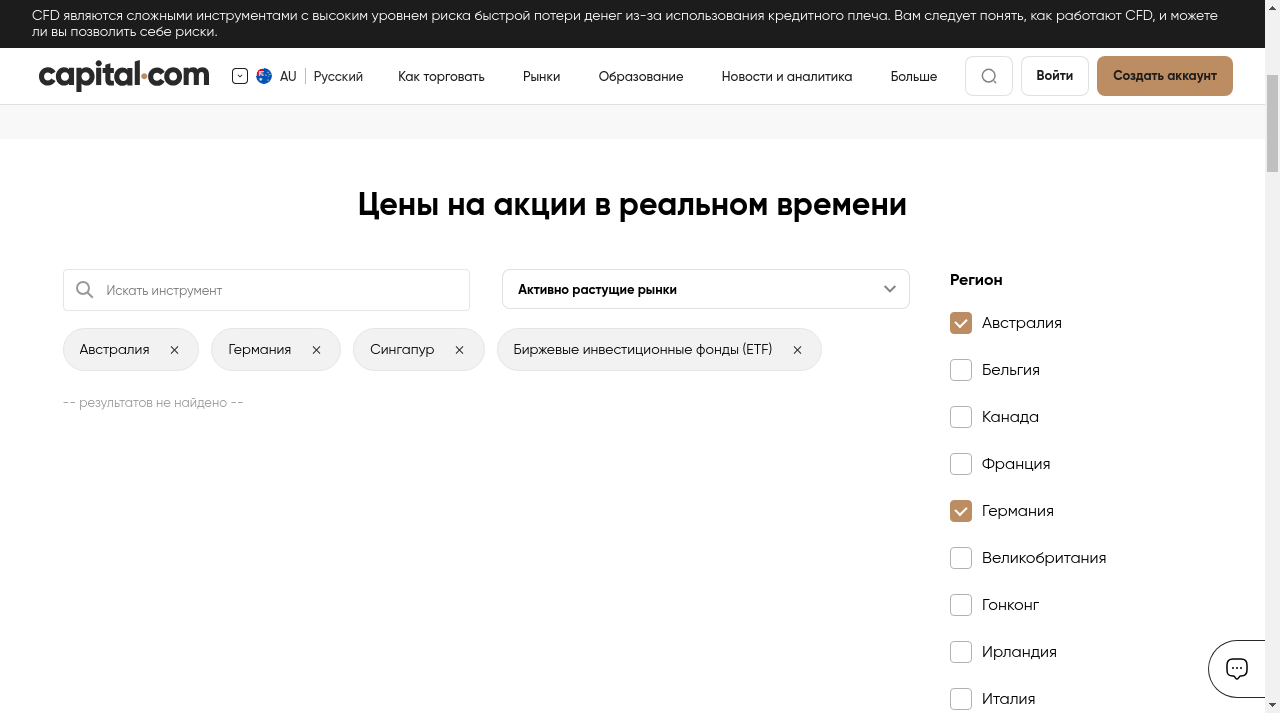 CFD являются сложными инструментами с высоким уровнем риска быстрой потери денег из-за использования кредитного плеча. Вам следует понять, как работают CFD, и можете
ли вы позволить себе риски.
capital.com
AU
Русский
Как торговать
Рынки
Образование
Новости и аналитика
Больше
Войти
Создать аккаунт
Цены на акции в реальном времени
Искать инструмент
Активно растущие рынки
Австралия
Германия
Сингапур
Биржевые инвестиционные фонды (ETF)
-- результатов не найдено --
Регион
Австралия
Бельгия
Канада
Франция
Германия
Великобритания
Гонконг
Ирландия
Италия